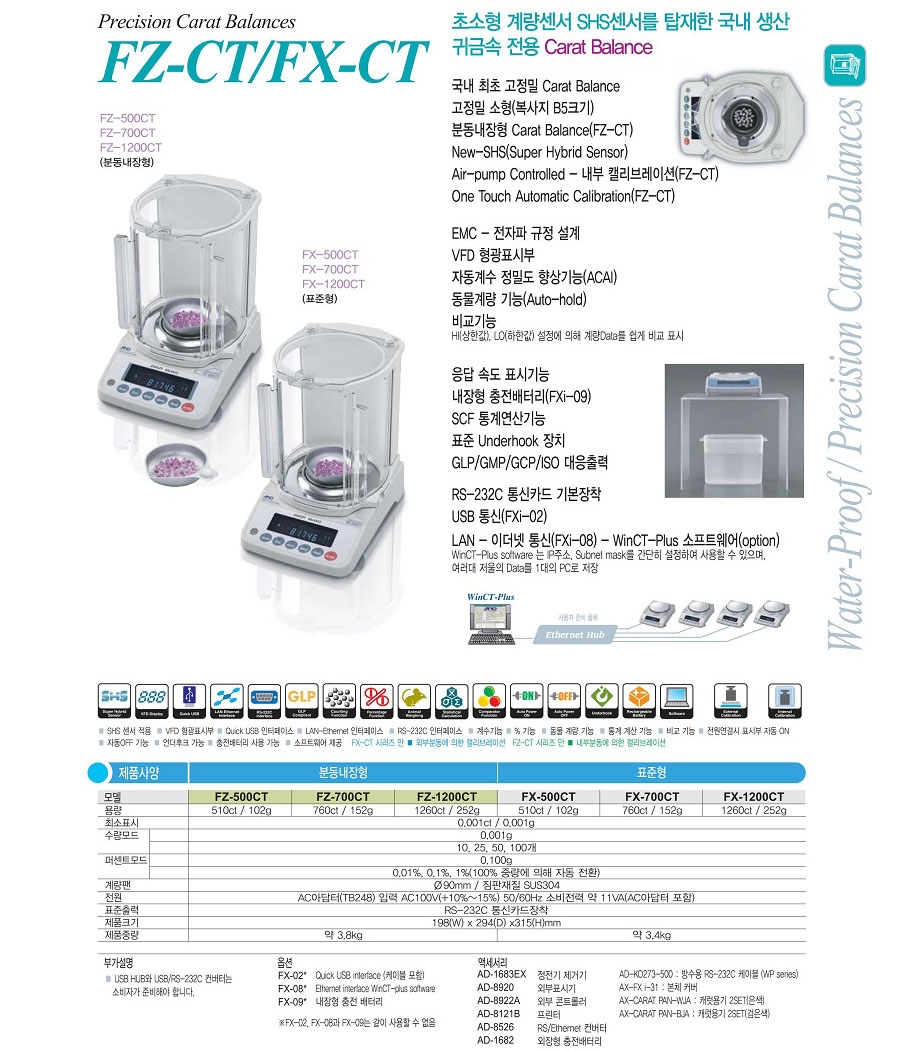 Precision Carat Balances
FZ-CT/FX-CT
FZ-500CT
FZ-700CT
FZ-1200CT
(분동내장형)
FX-500CT
FX-700CT
FX-1200CT
(표준형)
초소형 계량센서 SHS센서를 탑재한 국내 생산
귀금속 전용 Carat Balance
국내 최초 고정밀 Carat Balance
고정밀 소형(복사지 B5크기)
분동내장형 Carat Balance(FZ-CT)
New-SHS(Super Hybrid Sensor)
Air-pump Controlled - 내부 캘리브레이션(FZ-CT)
One Touch Automatic Calibration(FZ-CT)
EMC - 전자파 규정 설계
VFD 형광표시부
자동계수 정밀도 향상기능(ACAI)
동물계량 기능(Auto-hold)
비교기능
HI(상한값), LO(하한값) 설정에 의해 계량Data를 쉽게 비교 표시
응답 속도 표시기능
내장형 충전배터리(FXi-09)
SCF 통계연산기능
표준 Underhook 장치
GLP/GMP/GCP/ISO 대응출력
RS-232C 통신카드 기본장착
USB 통신(FXi-02)
LAN - 이더넷 통신(FXi-08) - WinCT-Plus 소프트웨어(option)
WinCT-Plus software 는 IP주소, Subnet mask를 간단히 설정하여 사용할 수 있으며,
여러대 저울의 Data를 1대의 PC로 저장
WinCT-Plus
사용자 준비 품목
Ethernet Hub
Water-Proof / Precision Carat Balances
SHS 888 GLP ON OFF
Super Hybrid Sensor VFD Display Quick USB LAN-Ethernet Interface RS-232C Interface GLP Compliant Counting Function Percentage Function Animal Weighing Statistical Calculation Comparator Function Auto Power ON Auto Power OFF Underhook Rechargeable Battery Software External Calibration Internal Calibration
■ SHS 센서 적용 ■ VFD 형광표시부 ■ Quick USB 인터페이스 ■ LAN-Ethernet 인터페이스 ■ RS-232C 인터페이스 ■ 계수기능 ■ % 기능 ■ 동물 계량 기능 ■ 통계 계산 기능 ■ 비교 기능 ■ 전원연결시 표시부 자동 ON
■ 자동OFF 기능 ■ 언더후크 가능 ■ 충전배터리 사용 가능 ■ 소프트웨어 제공 FX-CT 시리즈 만 ■ 외부분동에 의한 캘리브레이션 FZ-CT 시리즈 만 ■ 내부분동에 의한 캘리브레이션
제품사양 분동내장형 표준형
모델 FZ-500CT FZ-700CT FZ-1200CT FX-500CT FX-700CT FX-1200CT
용량 510ct / 102g 760ct / 152g 1260ct / 252g 510ct / 102g 760ct / 152g 1260ct / 252g
최소표시 0.001ct / 0.001g
수량모드 0.001g
10, 25, 50, 100개
퍼센트모드 0.100g
0.01%, 0.1%, 1%(100% 중량에 의해 자동 전환)
계량팬 Ø90mm / 짐판재질 SUS304
전원 AC아답터(TB248) 입력 AC100V(+10%~15%) 50/60Hz 소비전력 약 11VA(AC아답터 포함)
표준출력 RS-232C 통신카드장착
제품크기 198(W) x 294(D) x315(H)mm
제품중량 약 3.8kg 약 3.4kg
부가설명
■ USB HUB와 USB/RS-232C 컨버터는
소비자가 준비해야 합니다.
옵션
FX-02* Quick USB interface (케이블 포함)
FX-08* Ethernet interface WinCT-plus software
FX-09* 내장형 충전 배터리
※FX-02, FX-08과 FX-09는 같이 사용할 수 없음
액세서리
AD-1683EX 정전기 제거기
AD-8920 외부표시기
AD-8922A 외부 콘트롤러
AD-8121B 프린터
AD-8526 RS/Ethernet 컨버터
AD-1682 외장형 충전배터리
AD-KO273-500 : 방수용 RS-232C 케이블 (WP series)
AX-FX i-31 : 본체 커버
AX-CARAT PAN-WJA : 캐럿용기 2SET(은색)
AX-CARAT PAN-BJA : 캐럿용기 2SET(검은색)